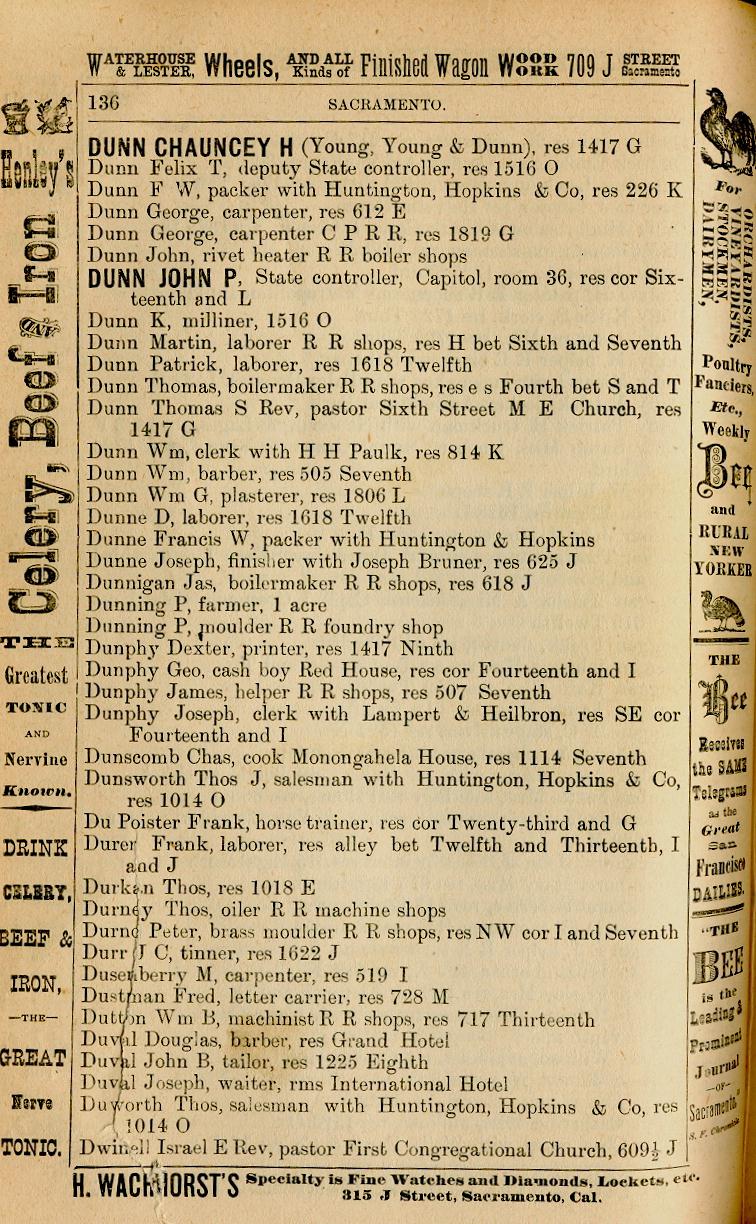 WATERHOUSE & LESTER, Wheels, AND ALL Kinds of Finished Wagon WOOD WORK 709 J STREET Sacramento
136 SACRAMENTO.
DUNN CHAUNCEY H (Young, Young & Dunn), res 1417 G
Dunn Felix T, deputy State controller, res 1516 O
Dunn F W, packer with Huntington, Hopkins & Co, res 226 K
Dunn George, carpenter, res 612 E
Dunn George, carpenter C P R R, res 1819 G
Dunn John, rivet heater R R boiler shops
DUNN JOHN P, State controller, Capitol, room 36, res cor Six-
teenth and L
Dunn K, milliner, 1516 O
Dunn Martin, laborer R R shops, res H bet Sixth and Seventh
Dunn Patrick, laborer, res 1618 Twelfth
Dunn Thomas, boilermaker R R shops, res e s Fourth bet S and T
Dunn Thomas S Rev, pastor Sixth Street M E Church, res
1417 G
Dunn Wm, clerk with H H Paulk, res 814 K
Dunn Wm, barber, res 505 Seventh
Dunn Wm G, plasterer, res 1806 L
Dunne D, laborer, res 1618 Twelfth
Dunne Francis W, packer with Huntington & Hopkins
Dunne Joseph, finisher with Joseph Bruner, res 625 J
Dunnigan Jas, boilermaker R R shops, res 618 J
Dunning P, farmer, 1 acre
Dunning P, moulder R R foundry shop
Dunphy Dexter, printer, res 1417 Ninth
Dunphy Geo, cash boy Red House, res cor Fourteenth and I
Dunphy James, helper R R shops, res 507 Seventh
Dunphy Joseph, clerk with Lampert & Heilbron, res SE cor
Fourteenth and I
Dunscomb Chas, cook Monongahela House, res 1114 Seventh
Dunsworth Thos J, salesman with Huntington, Hopkins & Co,
res 1014 O
Du Poister Frank, horse trainer, res cor Twenty-third and G
Durer Frank, laborer, res alley bet Twelfth and Thirteenth, I
and J
Durkan Thos, res 1018 E
Durney Thos, oiler R R machine shops
Durno Peter, brass moulder R R shops, res NW cor I and Seventh
Durr J C, tinner, res 1622 J
Dusenberry M, carpenter, res 519 I
Dustman Fred, letter carrier, res 728 M
Dutton Wm B, machinist R R shops, res 717 Thirteenth
Duval Douglas, barber, res Grand Hotel
Duval John B, tailor, res 1225 Eighth
Duval Joseph, waiter, rms International Hotel
Duworth Thos, salesman with Huntington, Hopkins & Co, res
1014 O
Dwinell Israel E Rev, pastor First Congregational Church, 609½ J
H. WACHHORST'S Specialty is Fine Watches and Diamonds, Lockets, etc.
315 J Street, Sacramento, Cal.
Henley's
Celery, Beef AND Iron
THE
Greatest
TONIC
AND
Nervine
Known.
DRINK
CELERY,
BEEF &
IRON,
—THE—
GREAT
Nerve
TONIC.
For
ORCHARDISTS,
VINEYARDISTS,
STOCKMEN,
DAIRYMEN,
Poultry
Fanciers,
Etc.,
Weekly
Bee
and
RURAL
NEW
YORKER
THE
Bee
Receives
the SAME
Telegrams
as the
Great
San
Francisco
DAILIES.
"THE
BEE
is the
Leading &
Prominent
Journal
—OF—
Sacramento"
S. F. Chronicle